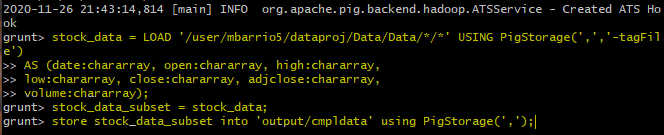 2020-11-26 21:43:14,814 [main] INFO  org.apache.pig.backend.hadoop.ATSService - Created ATS Ho
ok
grunt> stock_data = LOAD '/user/mbarrio5/dataproj/Data/Data/*/*' USING PigStorage(',','-tagFil
e')
>> AS (date:chararray, open:chararray, high:chararray,
>> low:chararray, close:chararray, adjclose:chararray,
>> volume:chararray);
grunt> stock_data_subset = stock_data;
grunt> store stock_data_subset into 'output/cmpldata' using PigStorage(',');